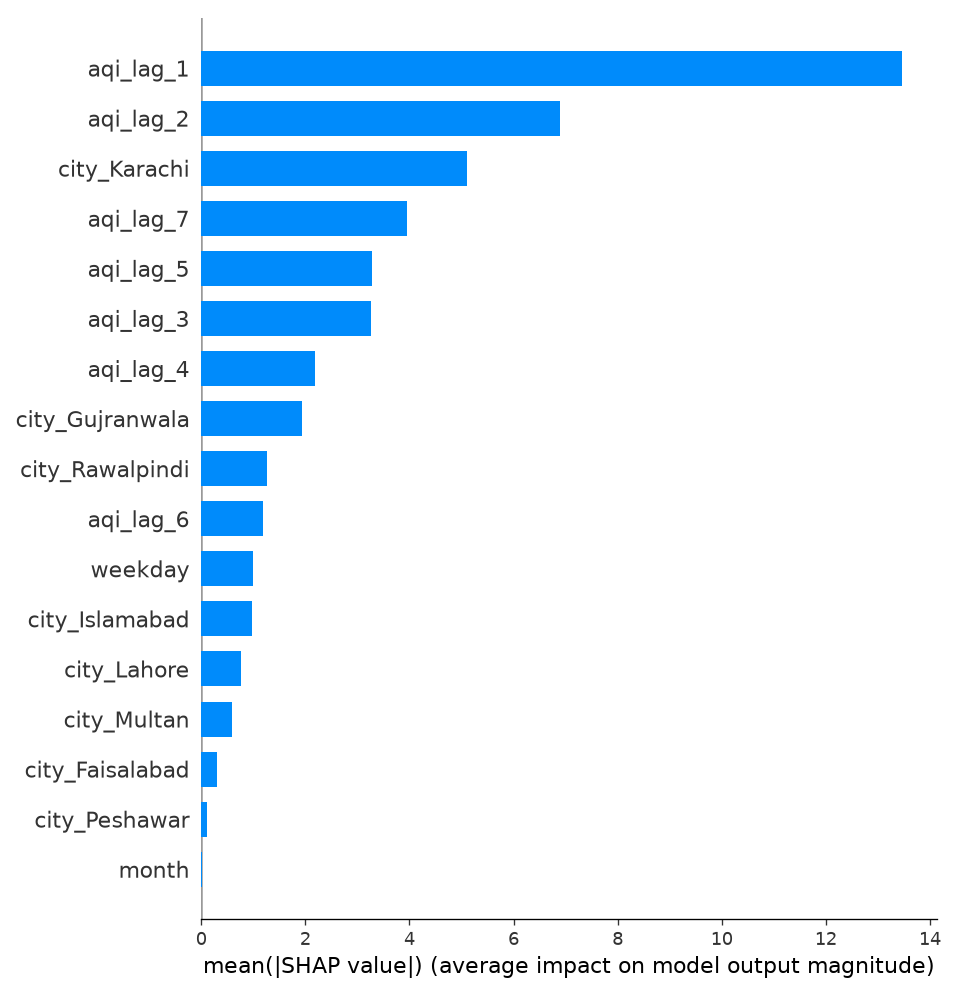 aqi_lag_1
aqi_lag_2
city_Karachi
aqi_lag_7
aqi_lag_5
aqi_lag_3
aqi_lag_4
city_Gujranwala
city_Rawalpindi
aqi_lag_6
weekday
city_Islamabad
city_Lahore
city_Multan
city_Faisalabad
city_Peshawar
month
0 2 4 6 8 10 12 14
mean(|SHAP value|) (average impact on model output magnitude)